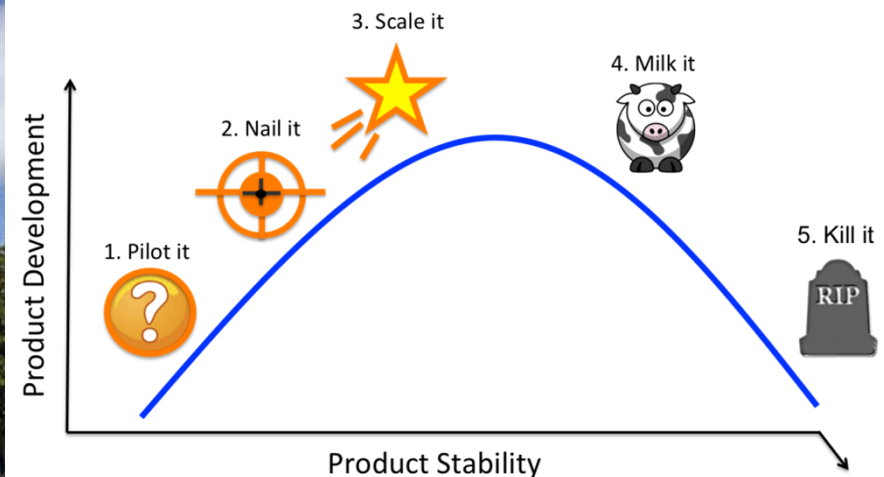 3. Scale it
4. Milk it
2. Nail it
1. Pilot it
5. Kill it
?
RIP
Product Development
Product Stability